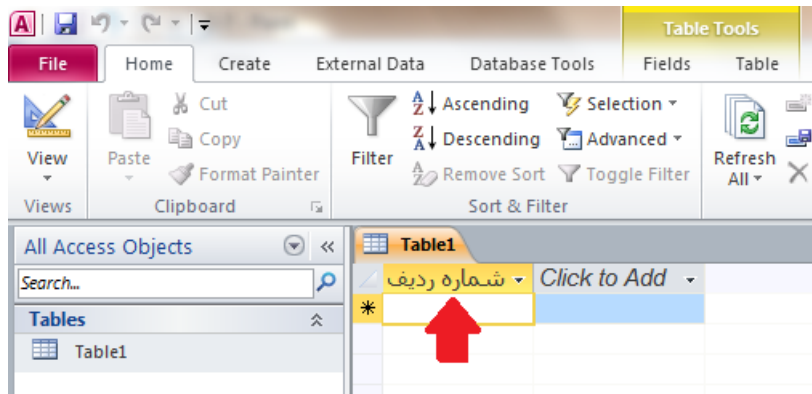 A
Table Tools
File Home Create External Data Database Tools Fields Table
View Paste Cut Copy Format Painter
Filter Ascending Descending Remove Sort Selection Advanced Toggle Filter
Refresh All
Views Clipboard Sort & Filter
All Access Objects
Table1
Search...
شماره ردیف Click to Add
Tables
Table1